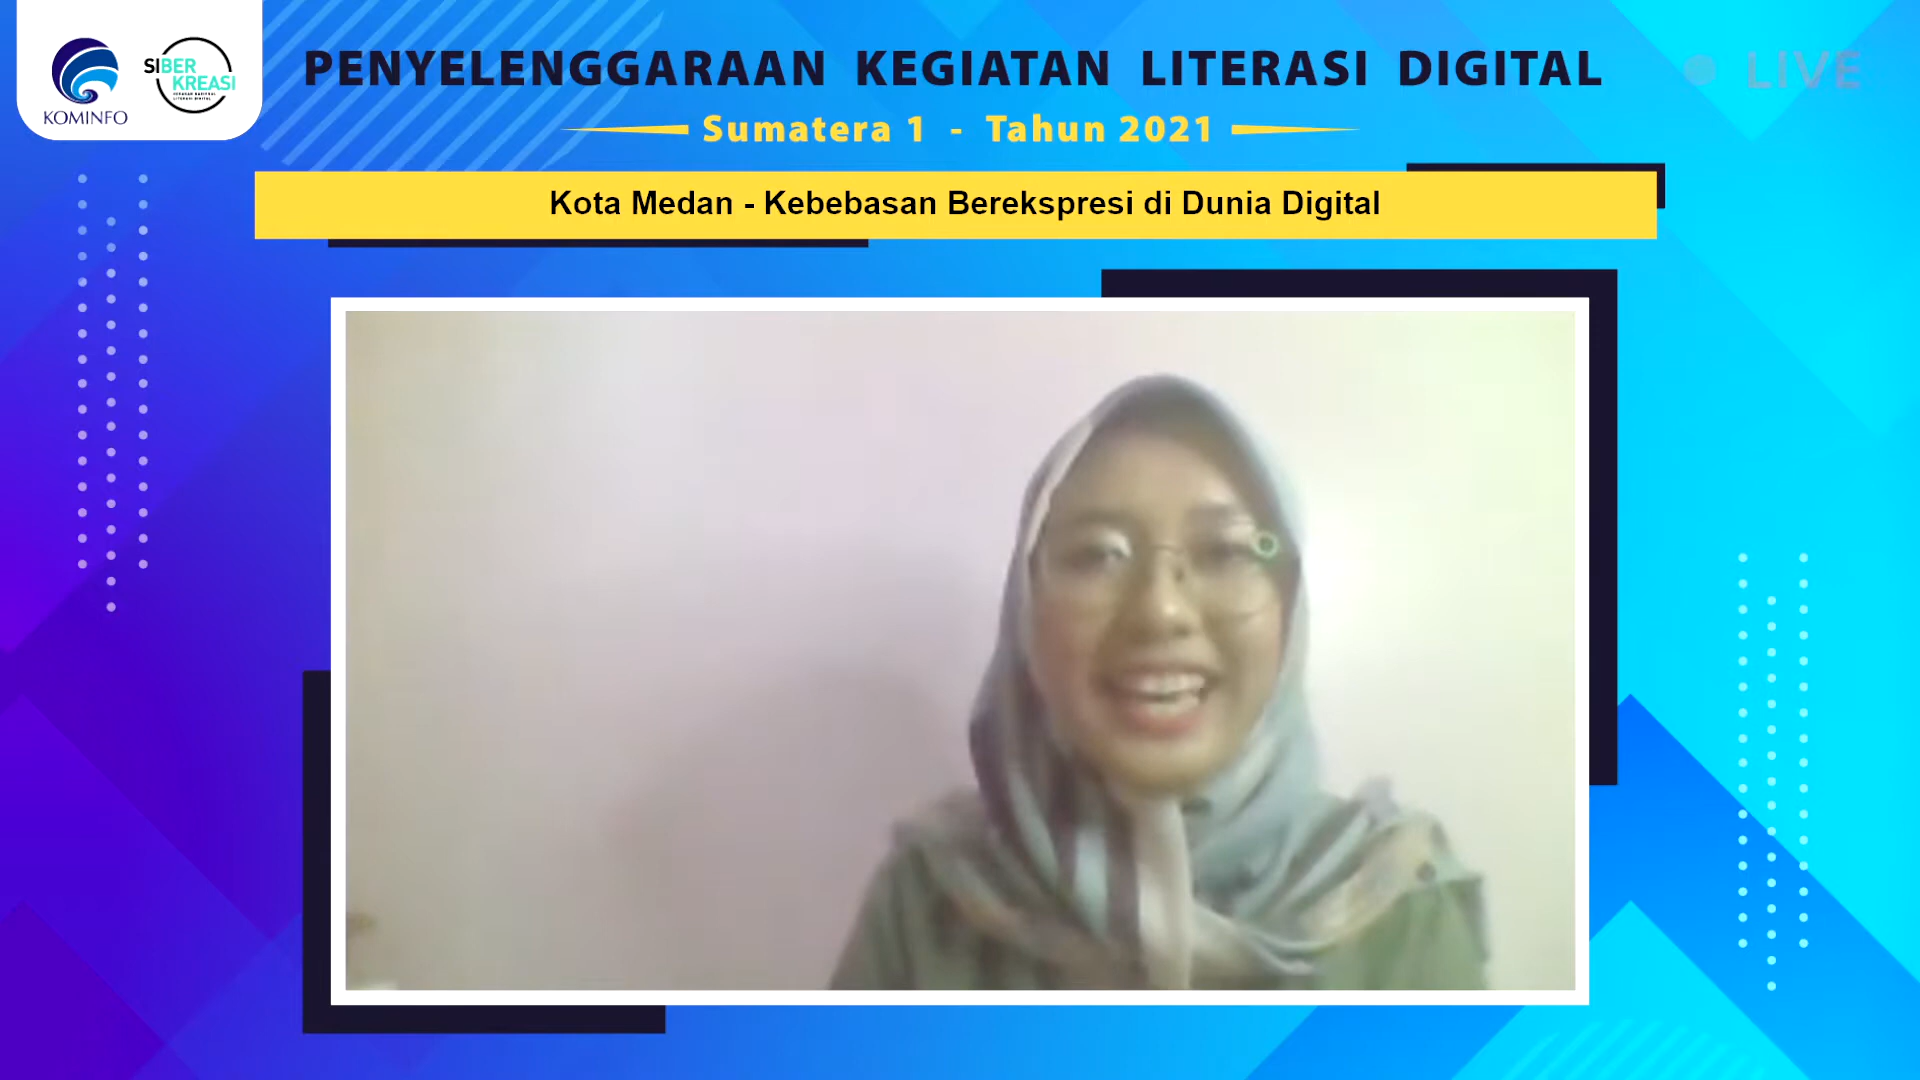 KOMINFO
SIBER
KREASI
PENYELENGGARAAN KEGIATAN LITERASI DIGITAL
LIVE
Sumatera 1 - Tahun 2021
Kota Medan - Kebebasan Berekspresi di Dunia Digital